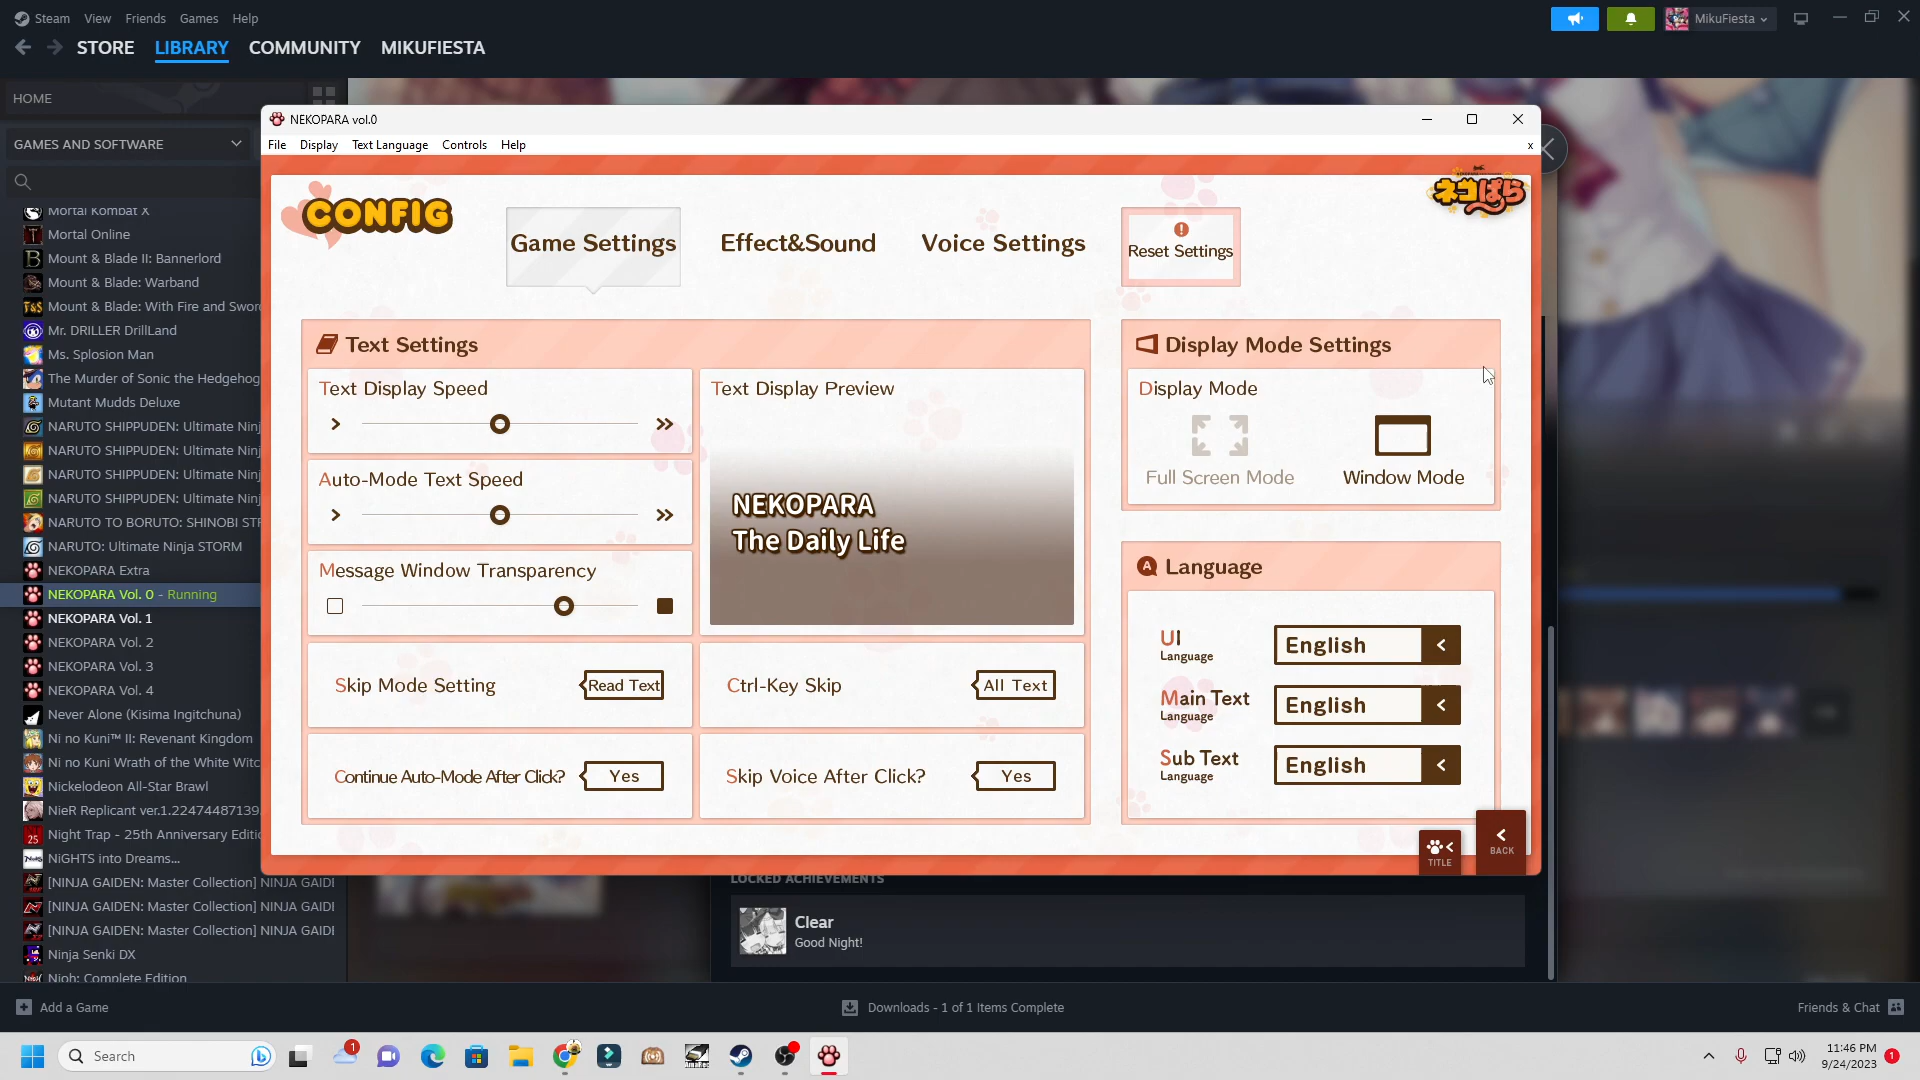 Steam View Friends Games Help
MikuFiesta
STORE LIBRARY COMMUNITY MIKUFIESTA
HOME
GAMES AND SOFTWARE
Mortal Kombat X
Mortal Online
Mount & Blade II: Bannerlord
Mount & Blade: Warband
Mount & Blade: With Fire and Sword
Mr. DRILLER DrillLand
Ms. Splosion Man
The Murder of Sonic the Hedgehog
Mutant Mudds Deluxe
NARUTO SHIPPUDEN: Ultimate Ninj
NARUTO SHIPPUDEN: Ultimate Ninj
NARUTO SHIPPUDEN: Ultimate Ninj
NARUTO SHIPPUDEN: Ultimate Ninj
NARUTO TO BORUTO: SHINOBI STR
NARUTO: Ultimate Ninja STORM
NEKOPARA Extra
NEKOPARA Vol. 0 - Running
NEKOPARA Vol. 1
NEKOPARA Vol. 2
NEKOPARA Vol. 3
NEKOPARA Vol. 4
Never Alone (Kisima Ingitchuna)
Ni no Kuni™ II: Revenant Kingdom
Ni no Kuni Wrath of the White Witc
Nickelodeon All-Star Brawl
NieR Replicant ver.1.22474487139
Night Trap - 25th Anniversary Editio
NiGHTS into Dreams...
[NINJA GAIDEN: Master Collection] NINJA GAIDE
[NINJA GAIDEN: Master Collection] NINJA GAIDE
[NINJA GAIDEN: Master Collection] NINJA GAIDE
Ninja Senki DX
Nioh: Complete Edition
NEKOPARA vol.0
File Display Text Language Controls Help
x
CONFIG
Game Settings
Effect&Sound
Voice Settings
Reset Settings
ネコぱら
Text Settings
Text Display Speed
Auto-Mode Text Speed
Message Window Transparency
Text Display Preview
NEKOPARA
The Daily Life
Skip Mode Setting Read Text
Ctrl-Key Skip All Text
Continue Auto-Mode After Click? Yes
Skip Voice After Click? Yes
Display Mode Settings
Display Mode
Full Screen Mode
Window Mode
Language
UI
Language
English
Main Text
Language
English
Sub Text
Language
English
TITLE
BACK
LOCKED ACHIEVEMENTS
Clear
Good Night!
Add a Game
Downloads - 1 of 1 Items Complete
Friends & Chat
Search
1
11:46 PM
9/24/2023
1